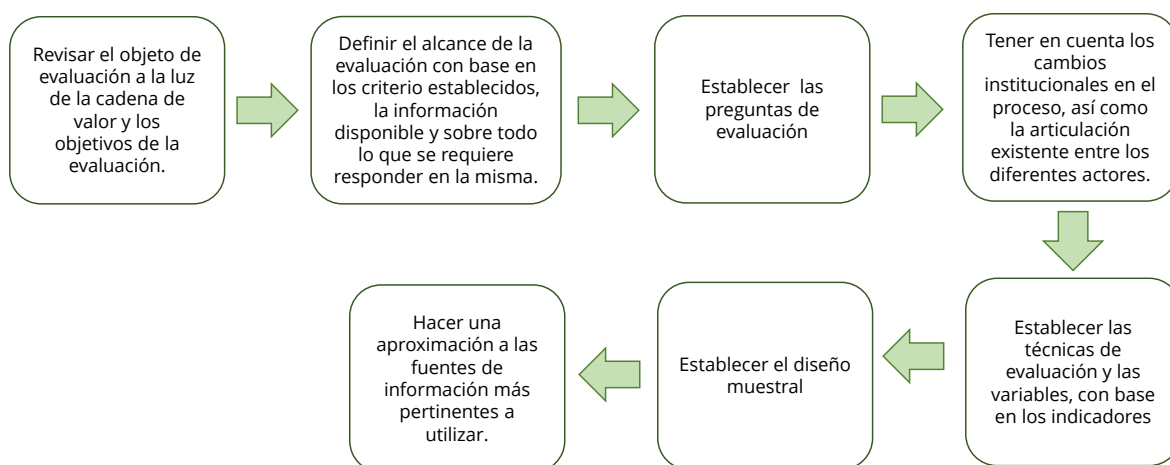 Revisar el objeto de
evaluación a la luz
de la cadena de
valor y los
objetivos de la
evaluación.
Definir el alcance de la
evaluación con base en
los criterio establecidos,
la información
disponible y sobre todo
lo que se requiere
responder en la misma.
Establecer las
preguntas de
evaluación
Tener en cuenta los
cambios
institucionales en el
proceso, así como
la articulación
existente entre los
diferentes actores.
Establecer las
técnicas de
evaluación y las
variables, con base
en los indicadores
Establecer el diseño
muestral
Hacer una
aproximación a las
fuentes de
información más
pertinentes a
utilizar.